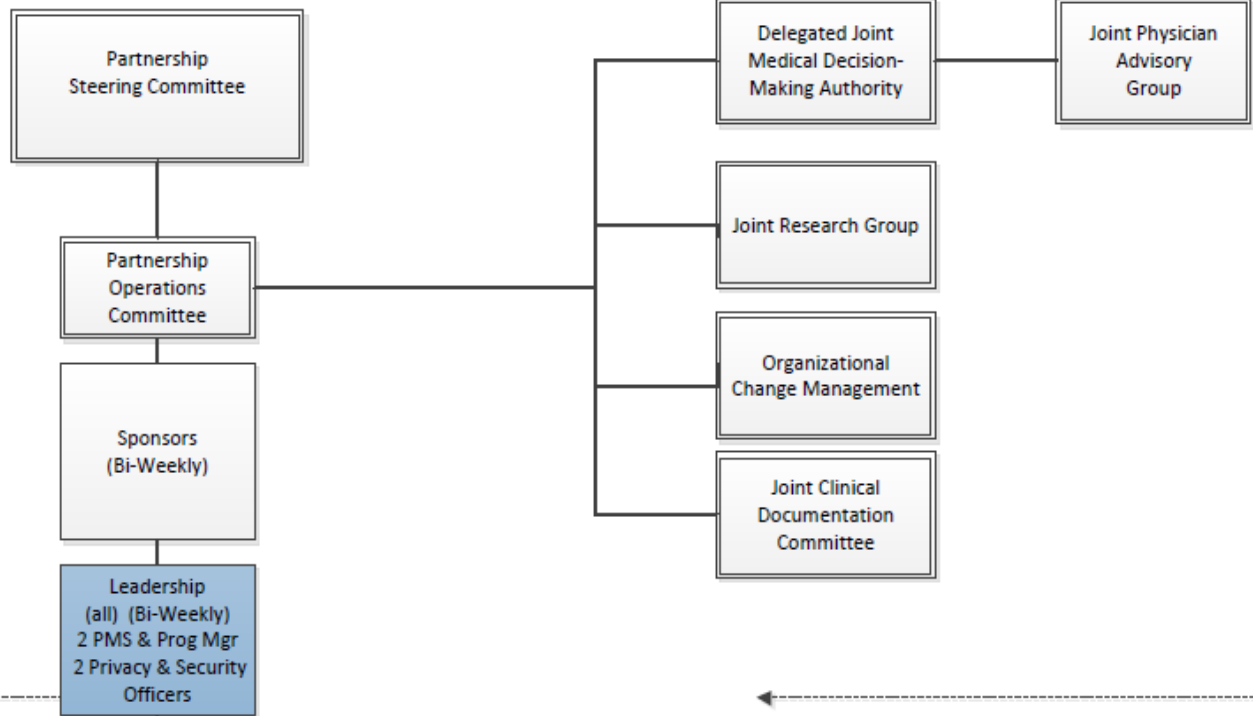 Partnership
Steering Committee
Delegated Joint
Medical Decision-
Making Authority
Joint Physician
Advisory
Group
Joint Research Group
Partnership
Operations
Committee
Organizational
Change Management
Sponsors
(Bi-Weekly)
Joint Clinical
Documentation
Committee
Leadership
(all) (Bi-Weekly)
2 PMS & Prog Mgr
2 Privacy & Security
Officers